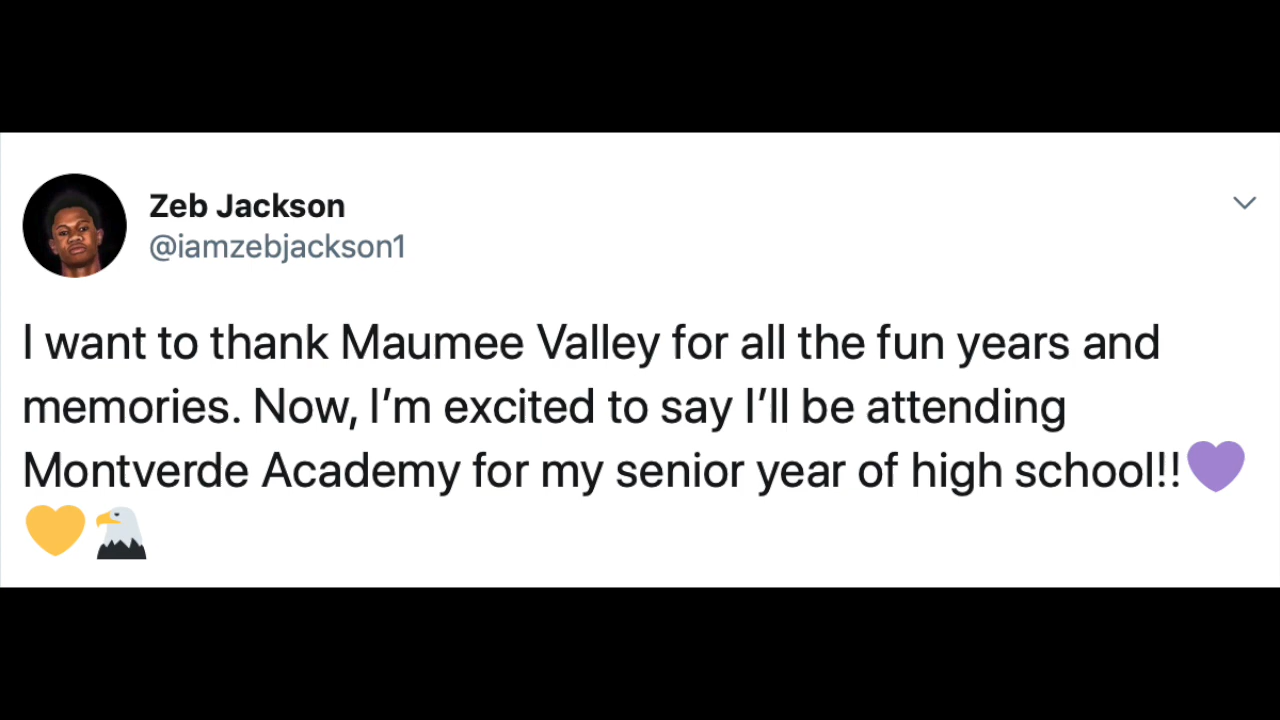 Zeb Jackson
@iamzebjackson1
I want to thank Maumee Valley for all the fun years and
memories. Now, I’m excited to say I’ll be attending
Montverde Academy for my senior year of high school!!💜
💛🦅